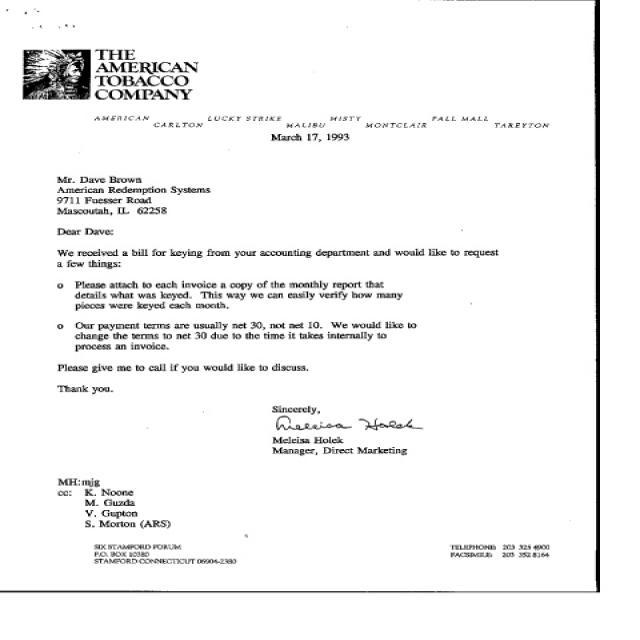 THE
AMERICAN
TOBACCO
COMPANY
AMERICAN LUCKY STRIKE MISTY PALL MALL
CARLTON MALIBU MONTCLAIR TAREYTON
March 17, 1993
Mr. Dave Brown
American Redemption Systems
9711 Fuesser Road
Mascoutah, IL 62258
Dear Dave:
We received a bill for keying from your accounting department and would like to request
a few things:
o Please attach to each invoice a copy of the monthly report that
details what was keyed. This way we can easily verify how many
pieces were keyed each month.
o Our payment terms are usually net 30, not net 10. We would like to
change the terms to net 30 due to the time it takes internally to
process an invoice.
Please give me to call if you would like to discuss.
Thank you.
Sincerely,
Meleisa Holek
Meleisa Holek
Manager, Direct Marketing
MH:mjg
cc: K. Noone
M. Guzda
V. Gupton
S. Morton (ARS)
SIX STAMFORD FORUM
P.O. BOX 10380
STAMFORD CONNECTICUT 06904-2380
TELEPHONE: 203 325 4900
FACSIMILE: 203 352 8164